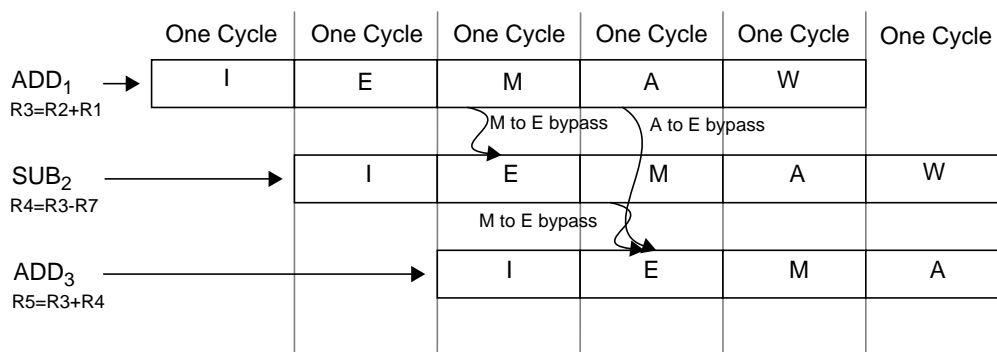 One Cycle One Cycle One Cycle One Cycle One Cycle One Cycle
ADD1 I E M A W
R3=R2+R1
M to E bypass A to E bypass
SUB2 I E M A W
R4=R3-R7
M to E bypass
ADD3 I E M A
R5=R3+R4